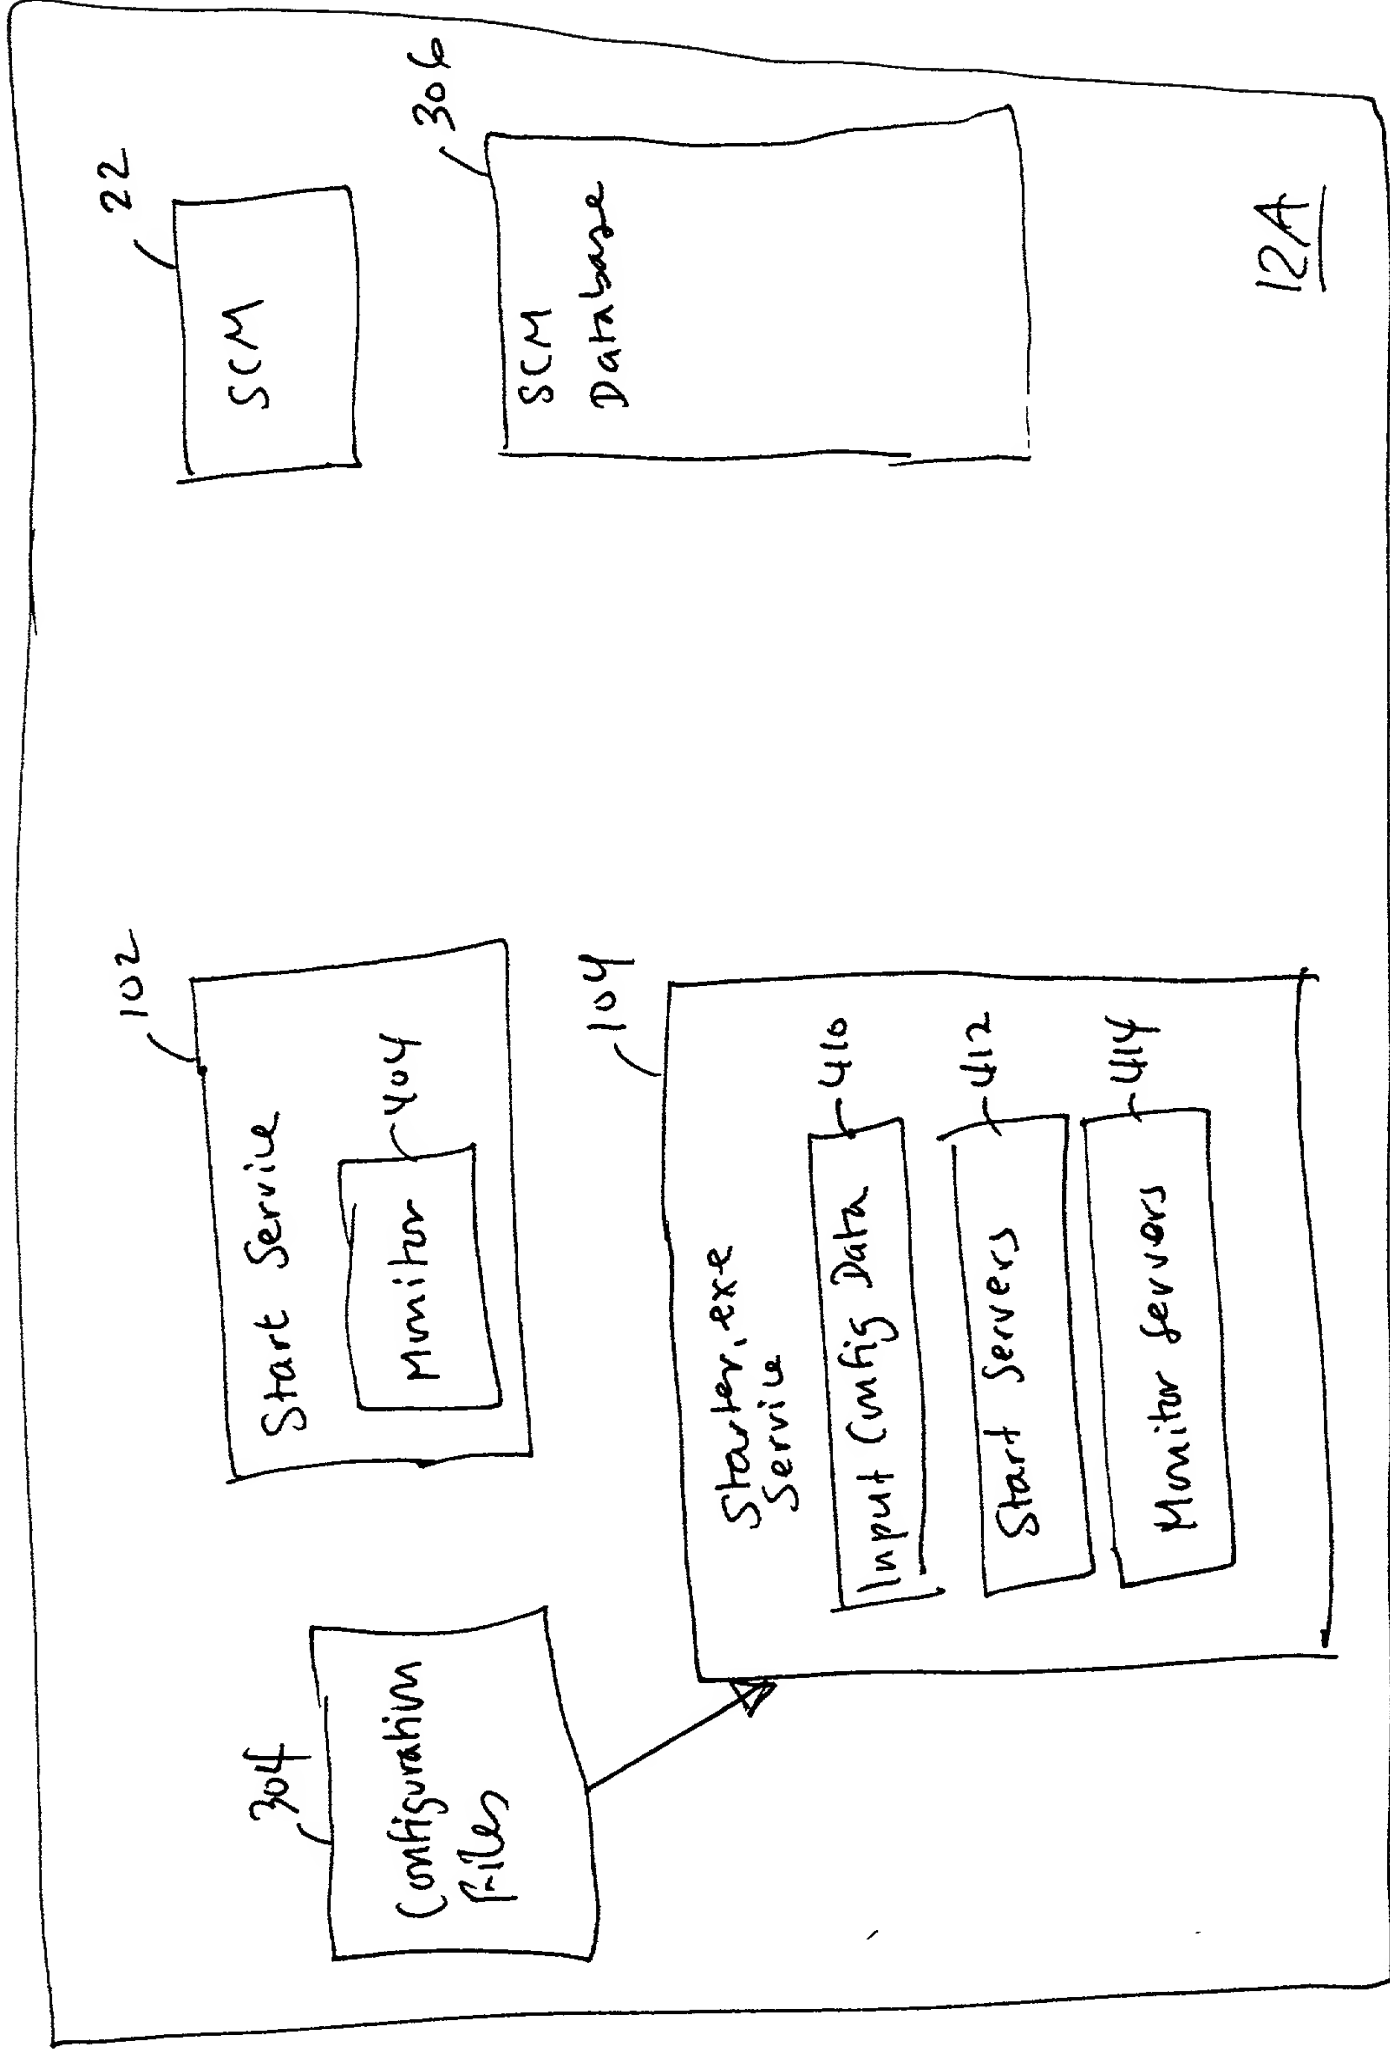 304
Configuration
Files
102
Start Service
404
Monitor
22
SCM
104
Starter.exe
Service
410
Input Config Data
412
Start Servers
414
Monitor Servers
306
SCM
Database
12A